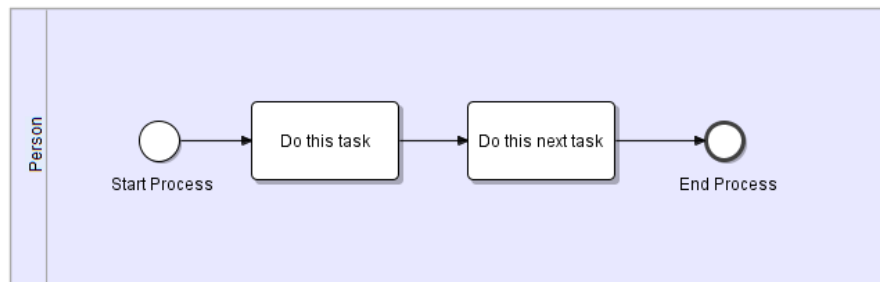 Person
Do this task
Do this next task
Start Process
End Process